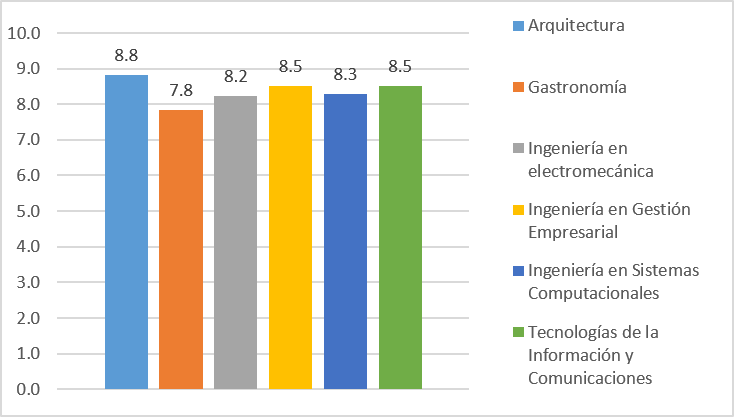 10.0
9.0
8.0
7.0
6.0
5.0
4.0
3.0
2.0
1.0
0.0
8.8
7.8
8.2
8.5
8.3
8.5
Arquitectura
Gastronomía
Ingeniería en
electromecánica
Ingeniería en Gestión
Empresarial
Ingeniería en Sistemas
Computacionales
Tecnologías de la
Información y
Comunicaciones